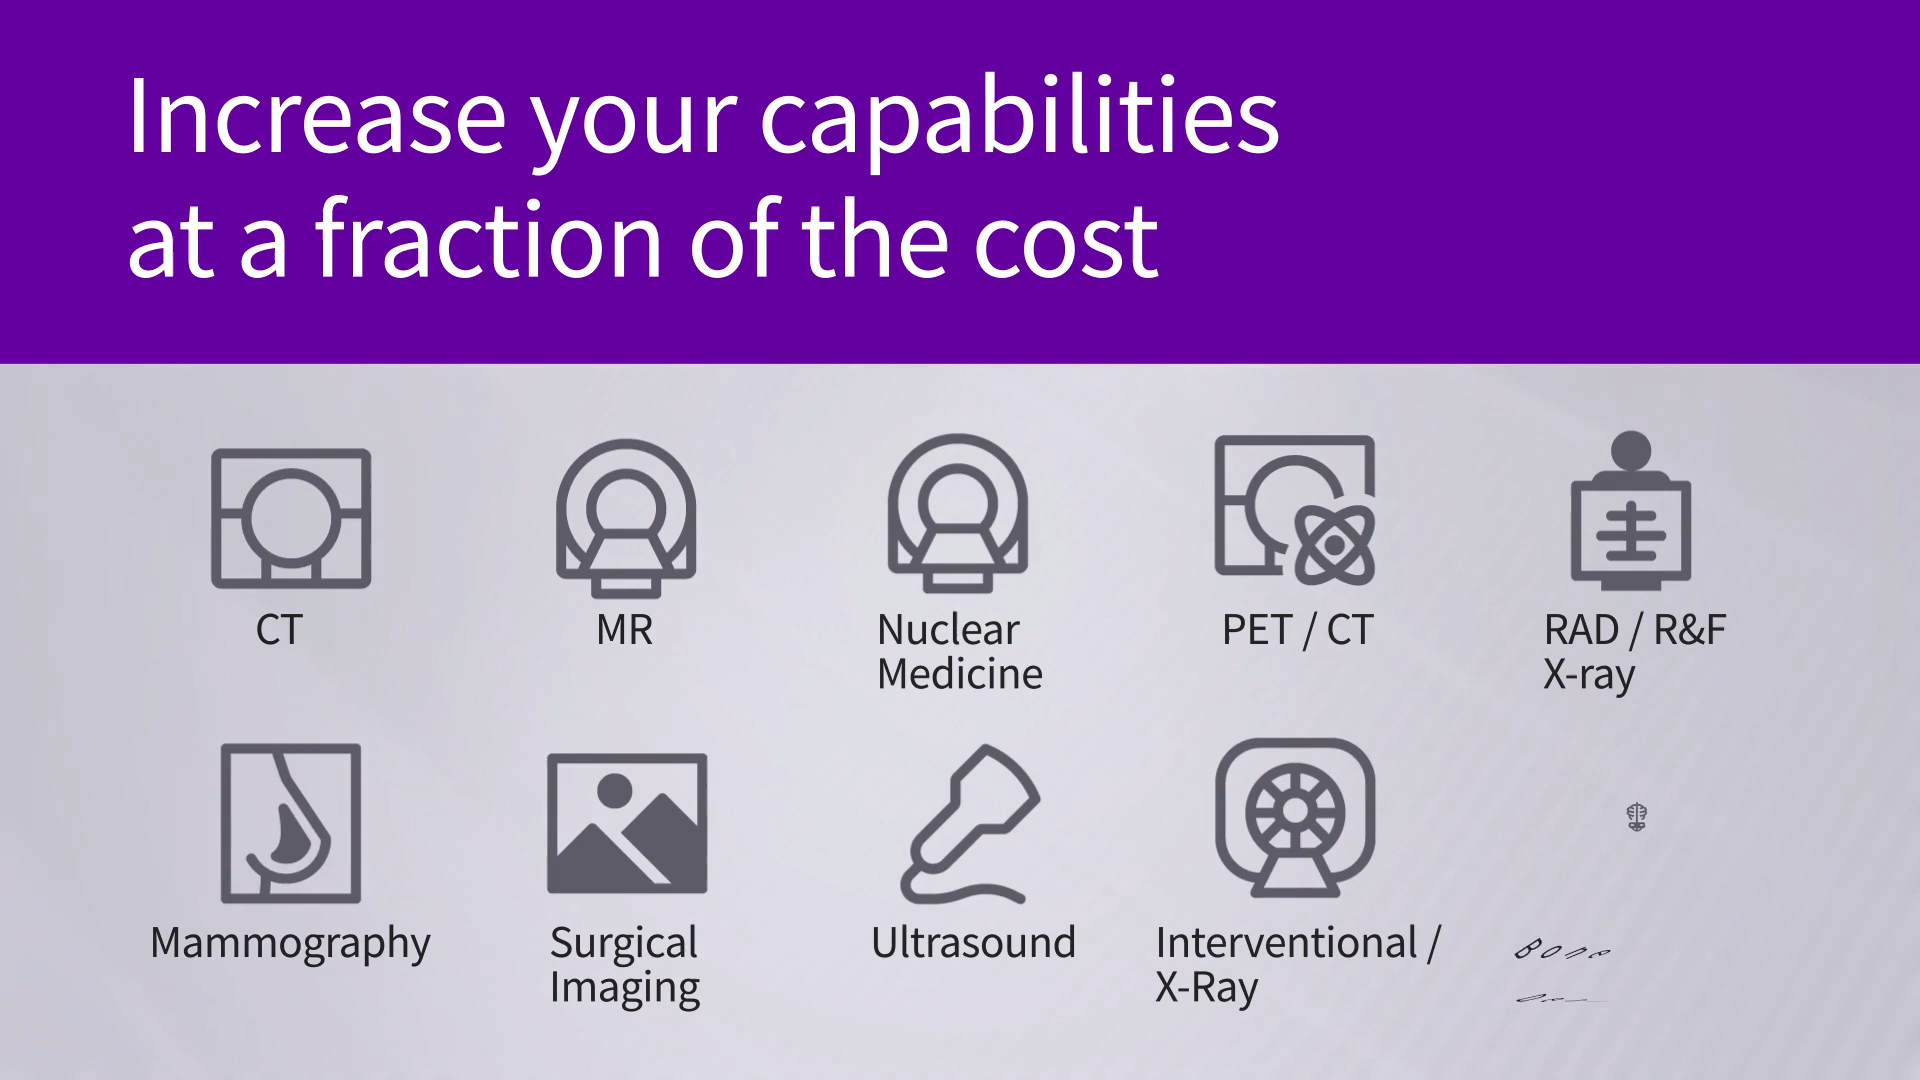 Increase your capabilities
at a fraction of the cost
CT
MR
Nuclear
Medicine
PET / CT
RAD / R&F
X-ray
Mammography
Surgical
Imaging
Ultrasound
Interventional /
X-Ray
Bone